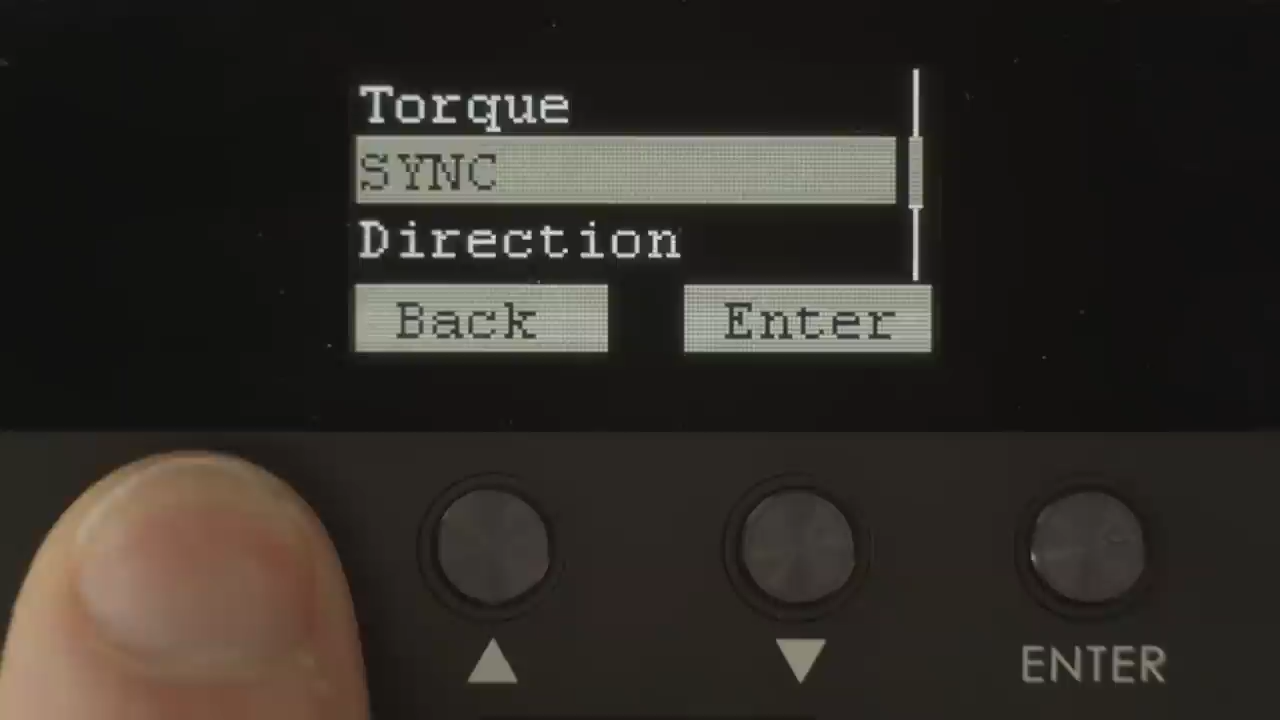 Torque
SYNC
Direction
Back Enter
▲ ▼ ENTER